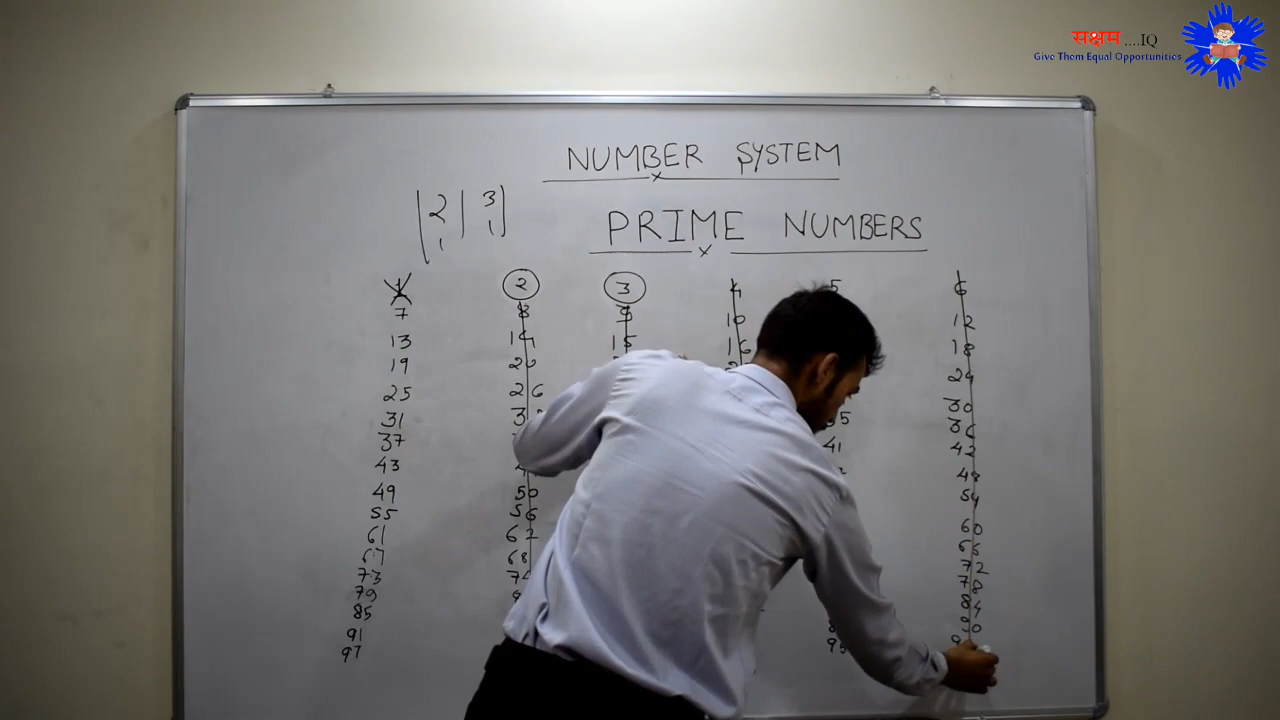 सक्षम ....IQ
Give Them Equal Opportunities
NUMBER SYSTEM
2 | 3
1 1
PRIME NUMBERS
1 2 3 4 5 6
7 8 9 10 12
13 14 15 16 18
19 20 24
25 26 30
31 36
37 41 42
43 48
49 50 54
55 56 60
61 62 66
67 68 72
73 74 78
79 84
85 90
91 95
97